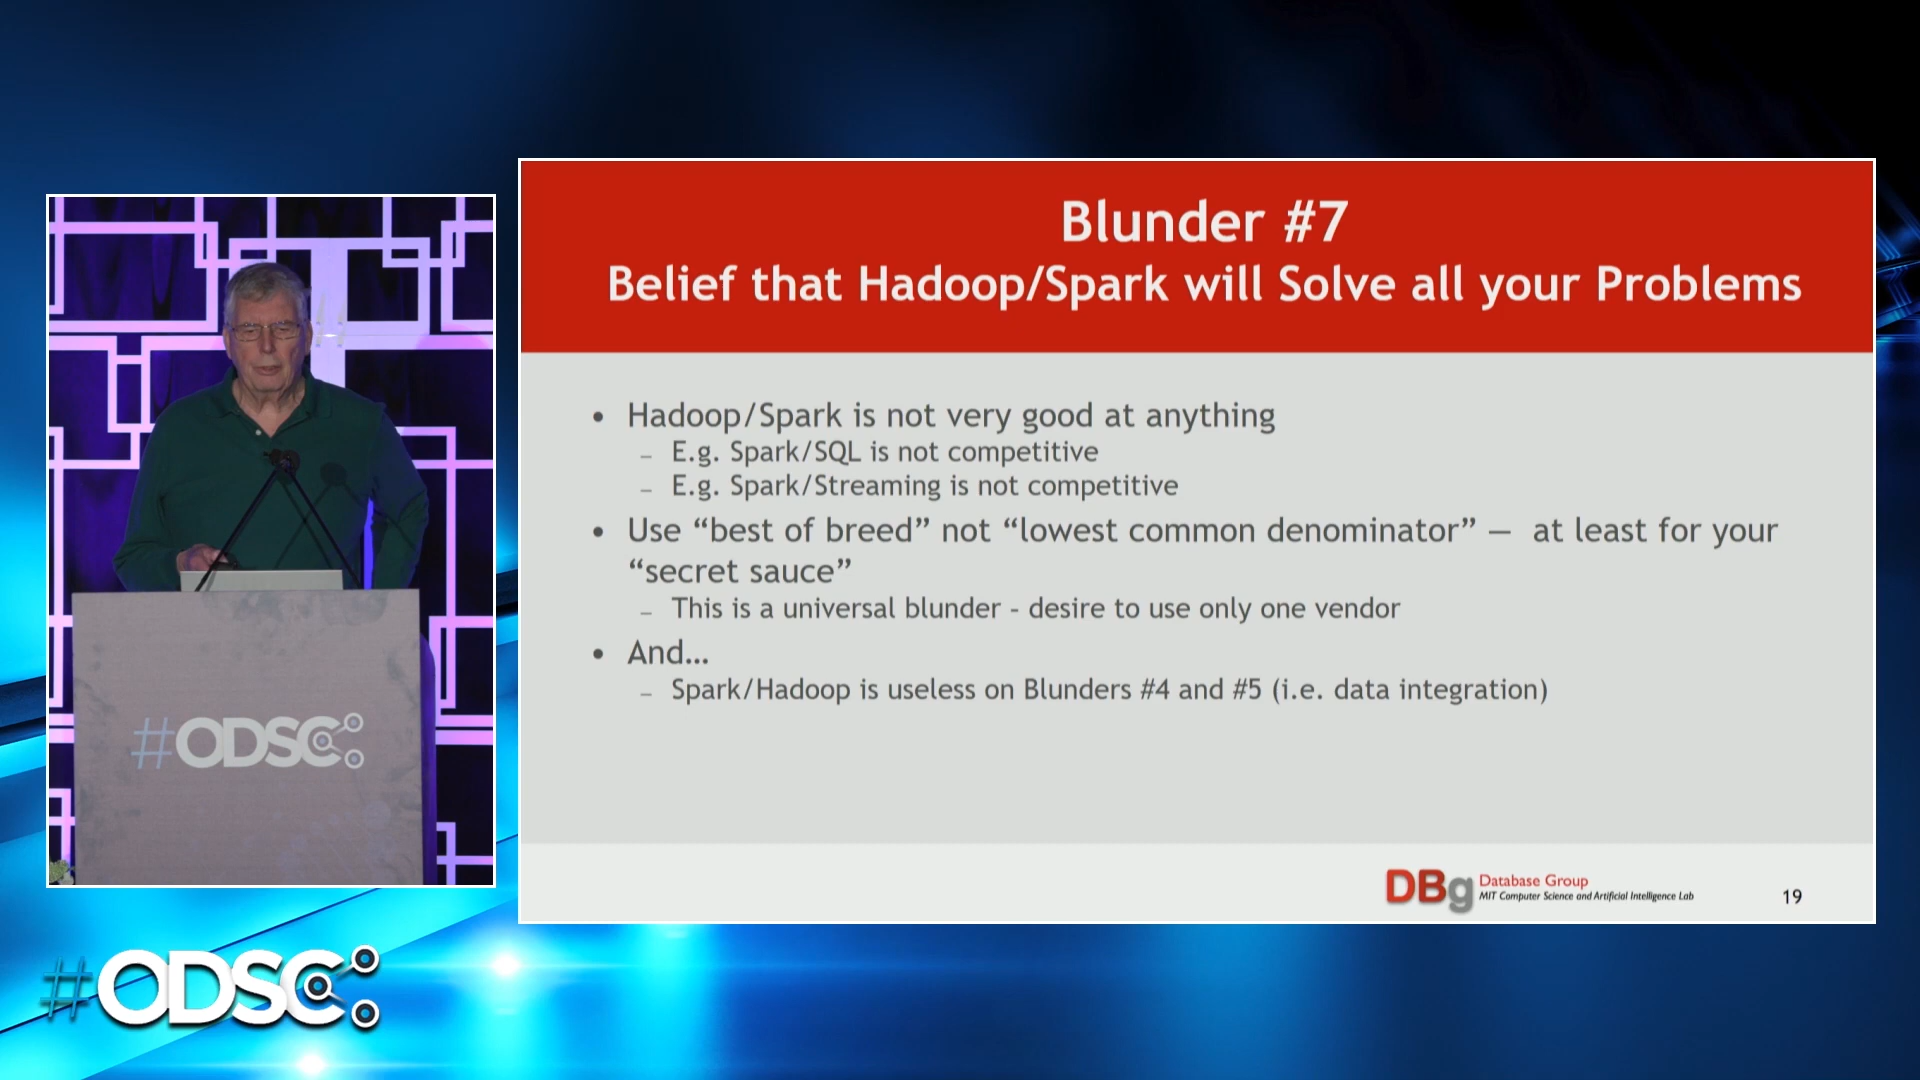 Blunder #7
Belief that Hadoop/Spark will Solve all your Problems
• Hadoop/Spark is not very good at anything
– E.g. Spark/SQL is not competitive
– E.g. Spark/Streaming is not competitive
• Use “best of breed” not “lowest common denominator” — at least for your
“secret sauce”
– This is a universal blunder - desire to use only one vendor
• And…
– Spark/Hadoop is useless on Blunders #4 and #5 (i.e. data integration)
DBg Database Group
MIT Computer Science and Artificial Intelligence Lab
19
#ODSC
#ODSC